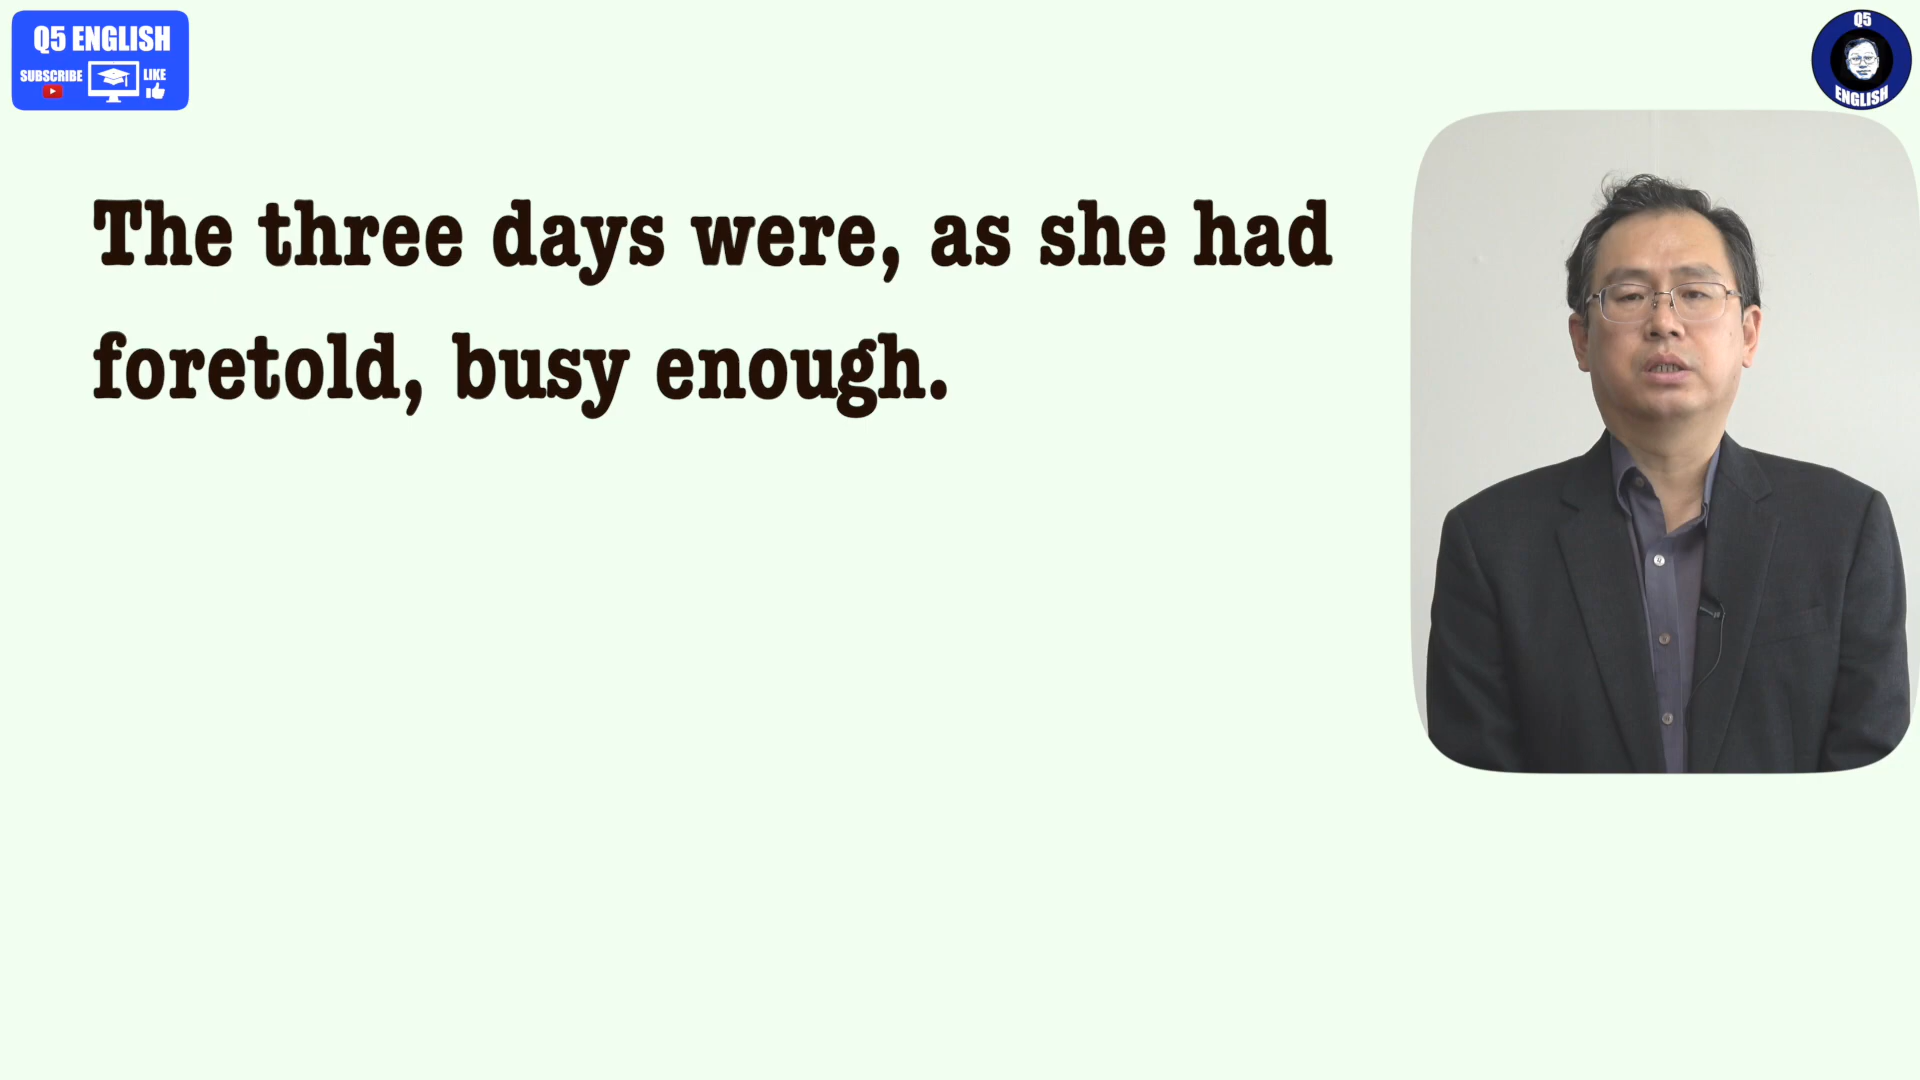 Q5 ENGLISH
SUBSCRIBE
LIKE
Q5
ENGLISH
The three days were, as she had
foretold, busy enough.